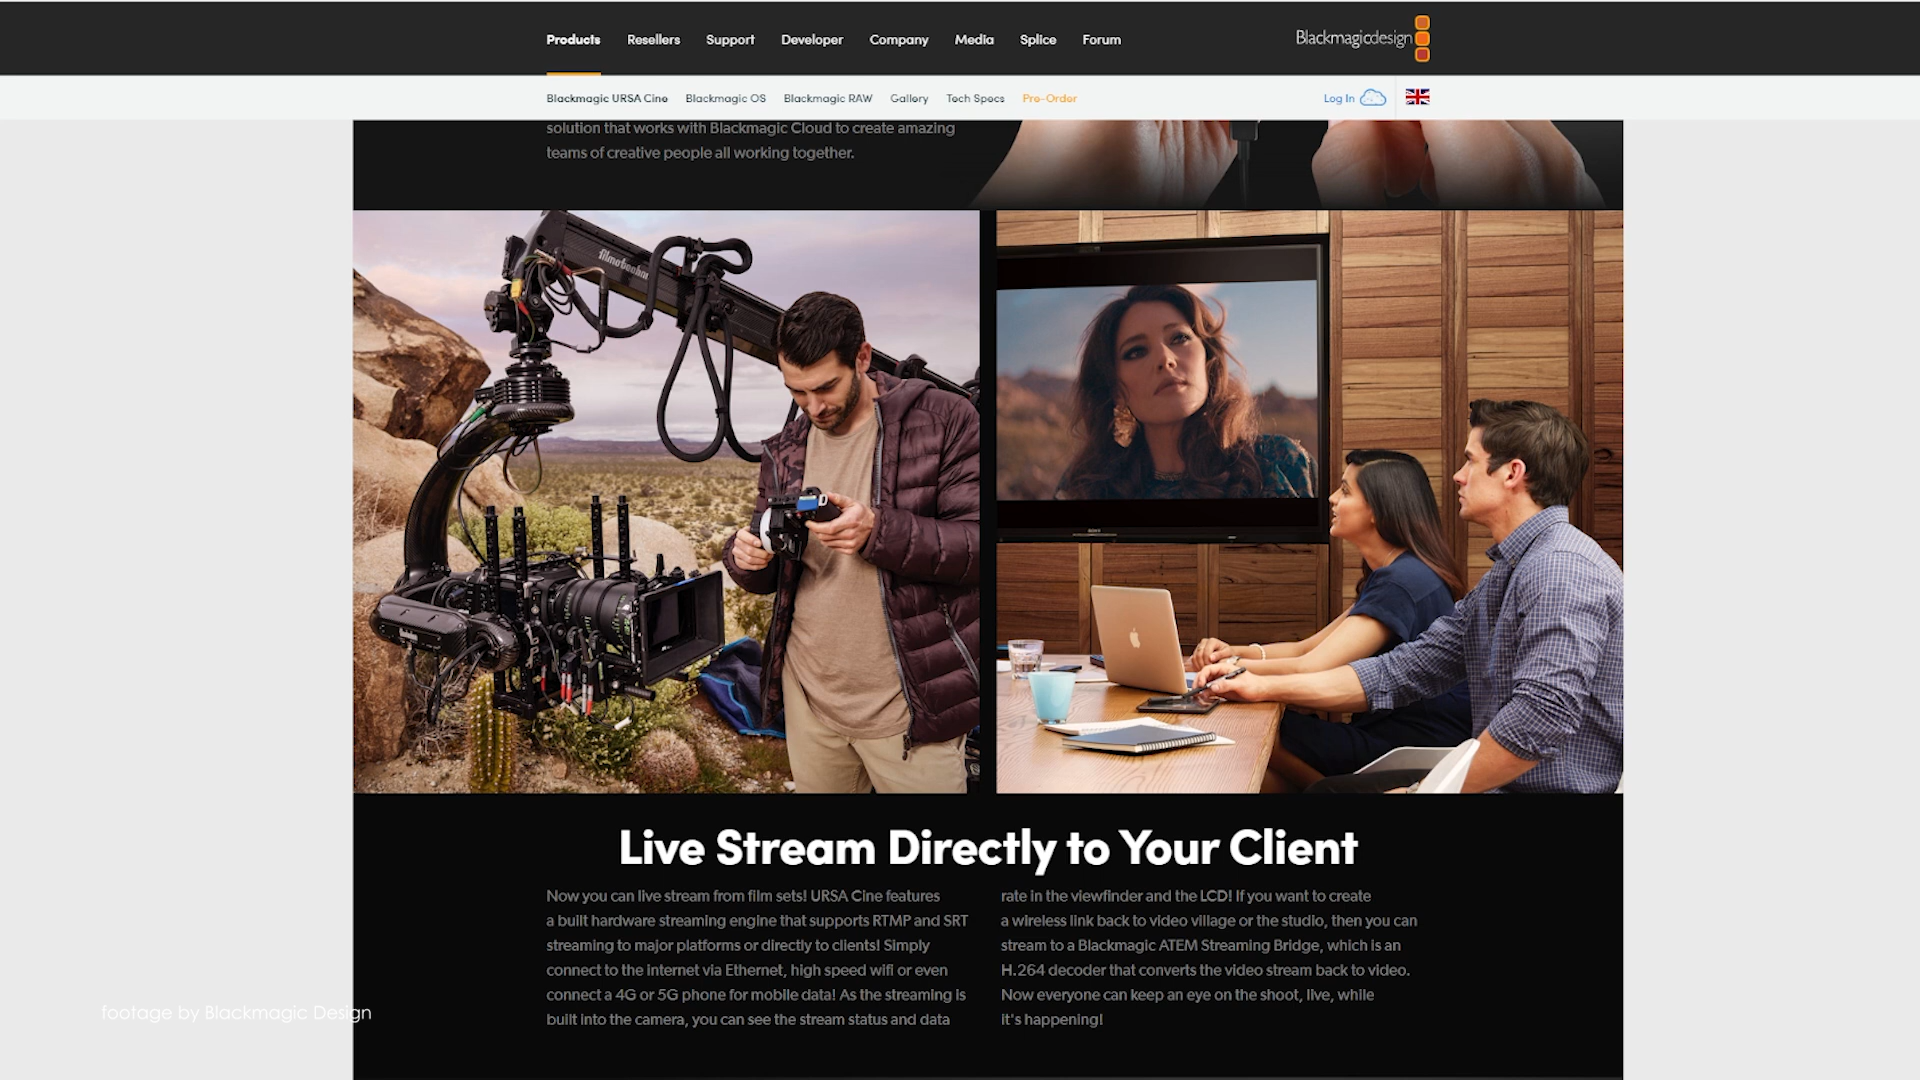 Products Resellers Support Developer Company Media Splice Forum Blackmagicdesign
Blackmagic URSA Cine Blackmagic OS Blackmagic RAW Gallery Tech Specs Pre-Order Log In
solution that works with Blackmagic Cloud to create amazing
teams of creative people all working together.
SONY
Live Stream Directly to Your Client
Now you can live stream from film sets! URSA Cine features
a built hardware streaming engine that supports RTMP and SRT
streaming to major platforms or directly to clients! Simply
connect to the internet via Ethernet, high speed wifi or even
connect a 4G or 5G phone for mobile data! As the streaming is
built into the camera, you can see the stream status and data
rate in the viewfinder and the LCD! If you want to create
a wireless link back to video village or the studio, then you can
stream to a Blackmagic ATEM Streaming Bridge, which is an
H.264 decoder that converts the video stream back to video.
Now everyone can keep an eye on the shoot, live, while
it's happening!
footage by Blackmagic Design